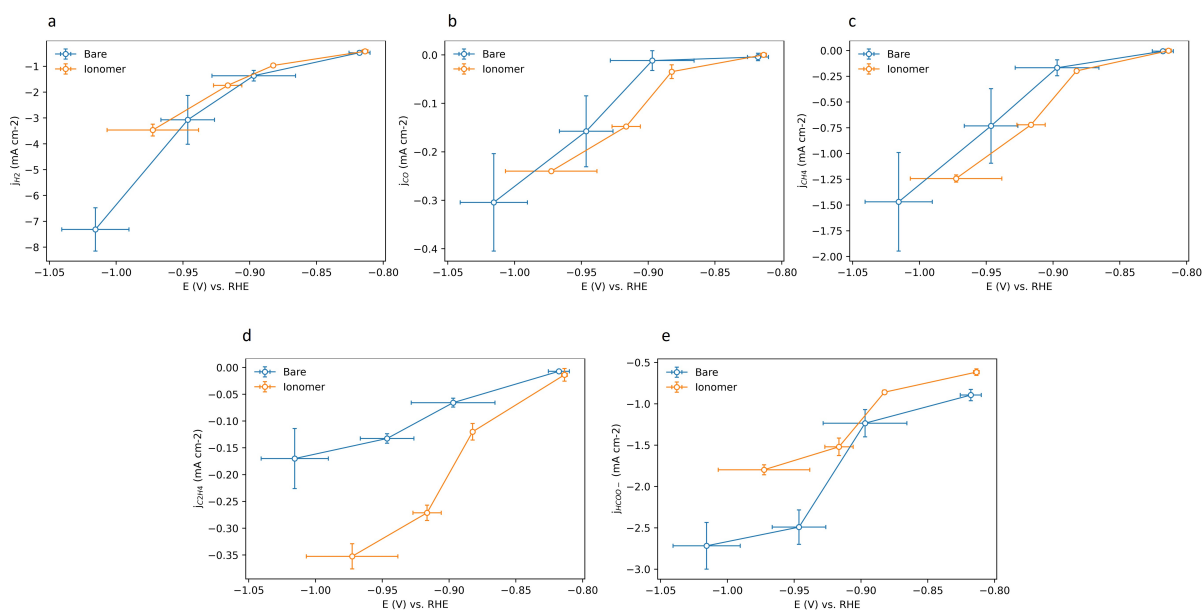 a
Bare
Ionomer
−1
−2
−3
−4
−5
−6
−7
−8
j_H2 (mA cm-2)
−1.05 −1.00 −0.95 −0.90 −0.85 −0.80
E (V) vs. RHE
b
Bare
Ionomer
0.0
−0.1
−0.2
−0.3
−0.4
j_CO (mA cm-2)
−1.05 −1.00 −0.95 −0.90 −0.85 −0.80
E (V) vs. RHE
c
Bare
Ionomer
0.00
−0.25
−0.50
−0.75
−1.00
−1.25
−1.50
−1.75
−2.00
j_CH4 (mA cm-2)
−1.05 −1.00 −0.95 −0.90 −0.85 −0.80
E (V) vs. RHE
d
Bare
Ionomer
0.00
−0.05
−0.10
−0.15
−0.20
−0.25
−0.30
−0.35
j_C2H4 (mA cm-2)
−1.05 −1.00 −0.95 −0.90 −0.85 −0.80
E (V) vs. RHE
e
Bare
Ionomer
−0.5
−1.0
−1.5
−2.0
−2.5
−3.0
j_HCOO− (mA cm-2)
−1.05 −1.00 −0.95 −0.90 −0.85 −0.80
E (V) vs. RHE